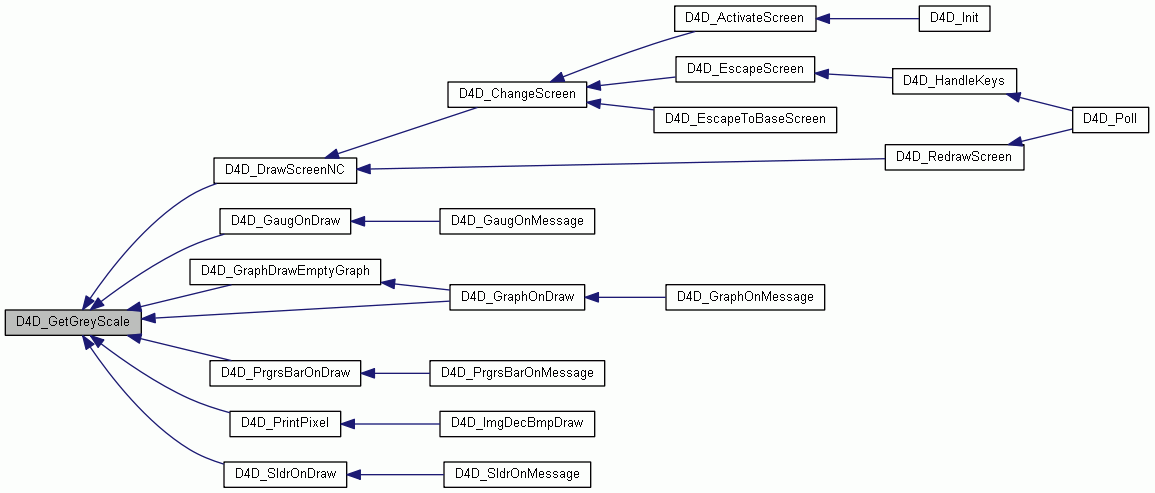 D4D_ActivateScreen
D4D_Init
D4D_EscapeScreen
D4D_HandleKeys
D4D_ChangeScreen
D4D_EscapeToBaseScreen
D4D_Poll
D4D_DrawScreenNC
D4D_RedrawScreen
D4D_GaugOnDraw
D4D_GaugOnMessage
D4D_GraphDrawEmptyGraph
D4D_GraphOnDraw
D4D_GraphOnMessage
D4D_GetGreyScale
D4D_PrgrsBarOnDraw
D4D_PrgrsBarOnMessage
D4D_PrintPixel
D4D_ImgDecBmpDraw
D4D_SldrOnDraw
D4D_SldrOnMessage